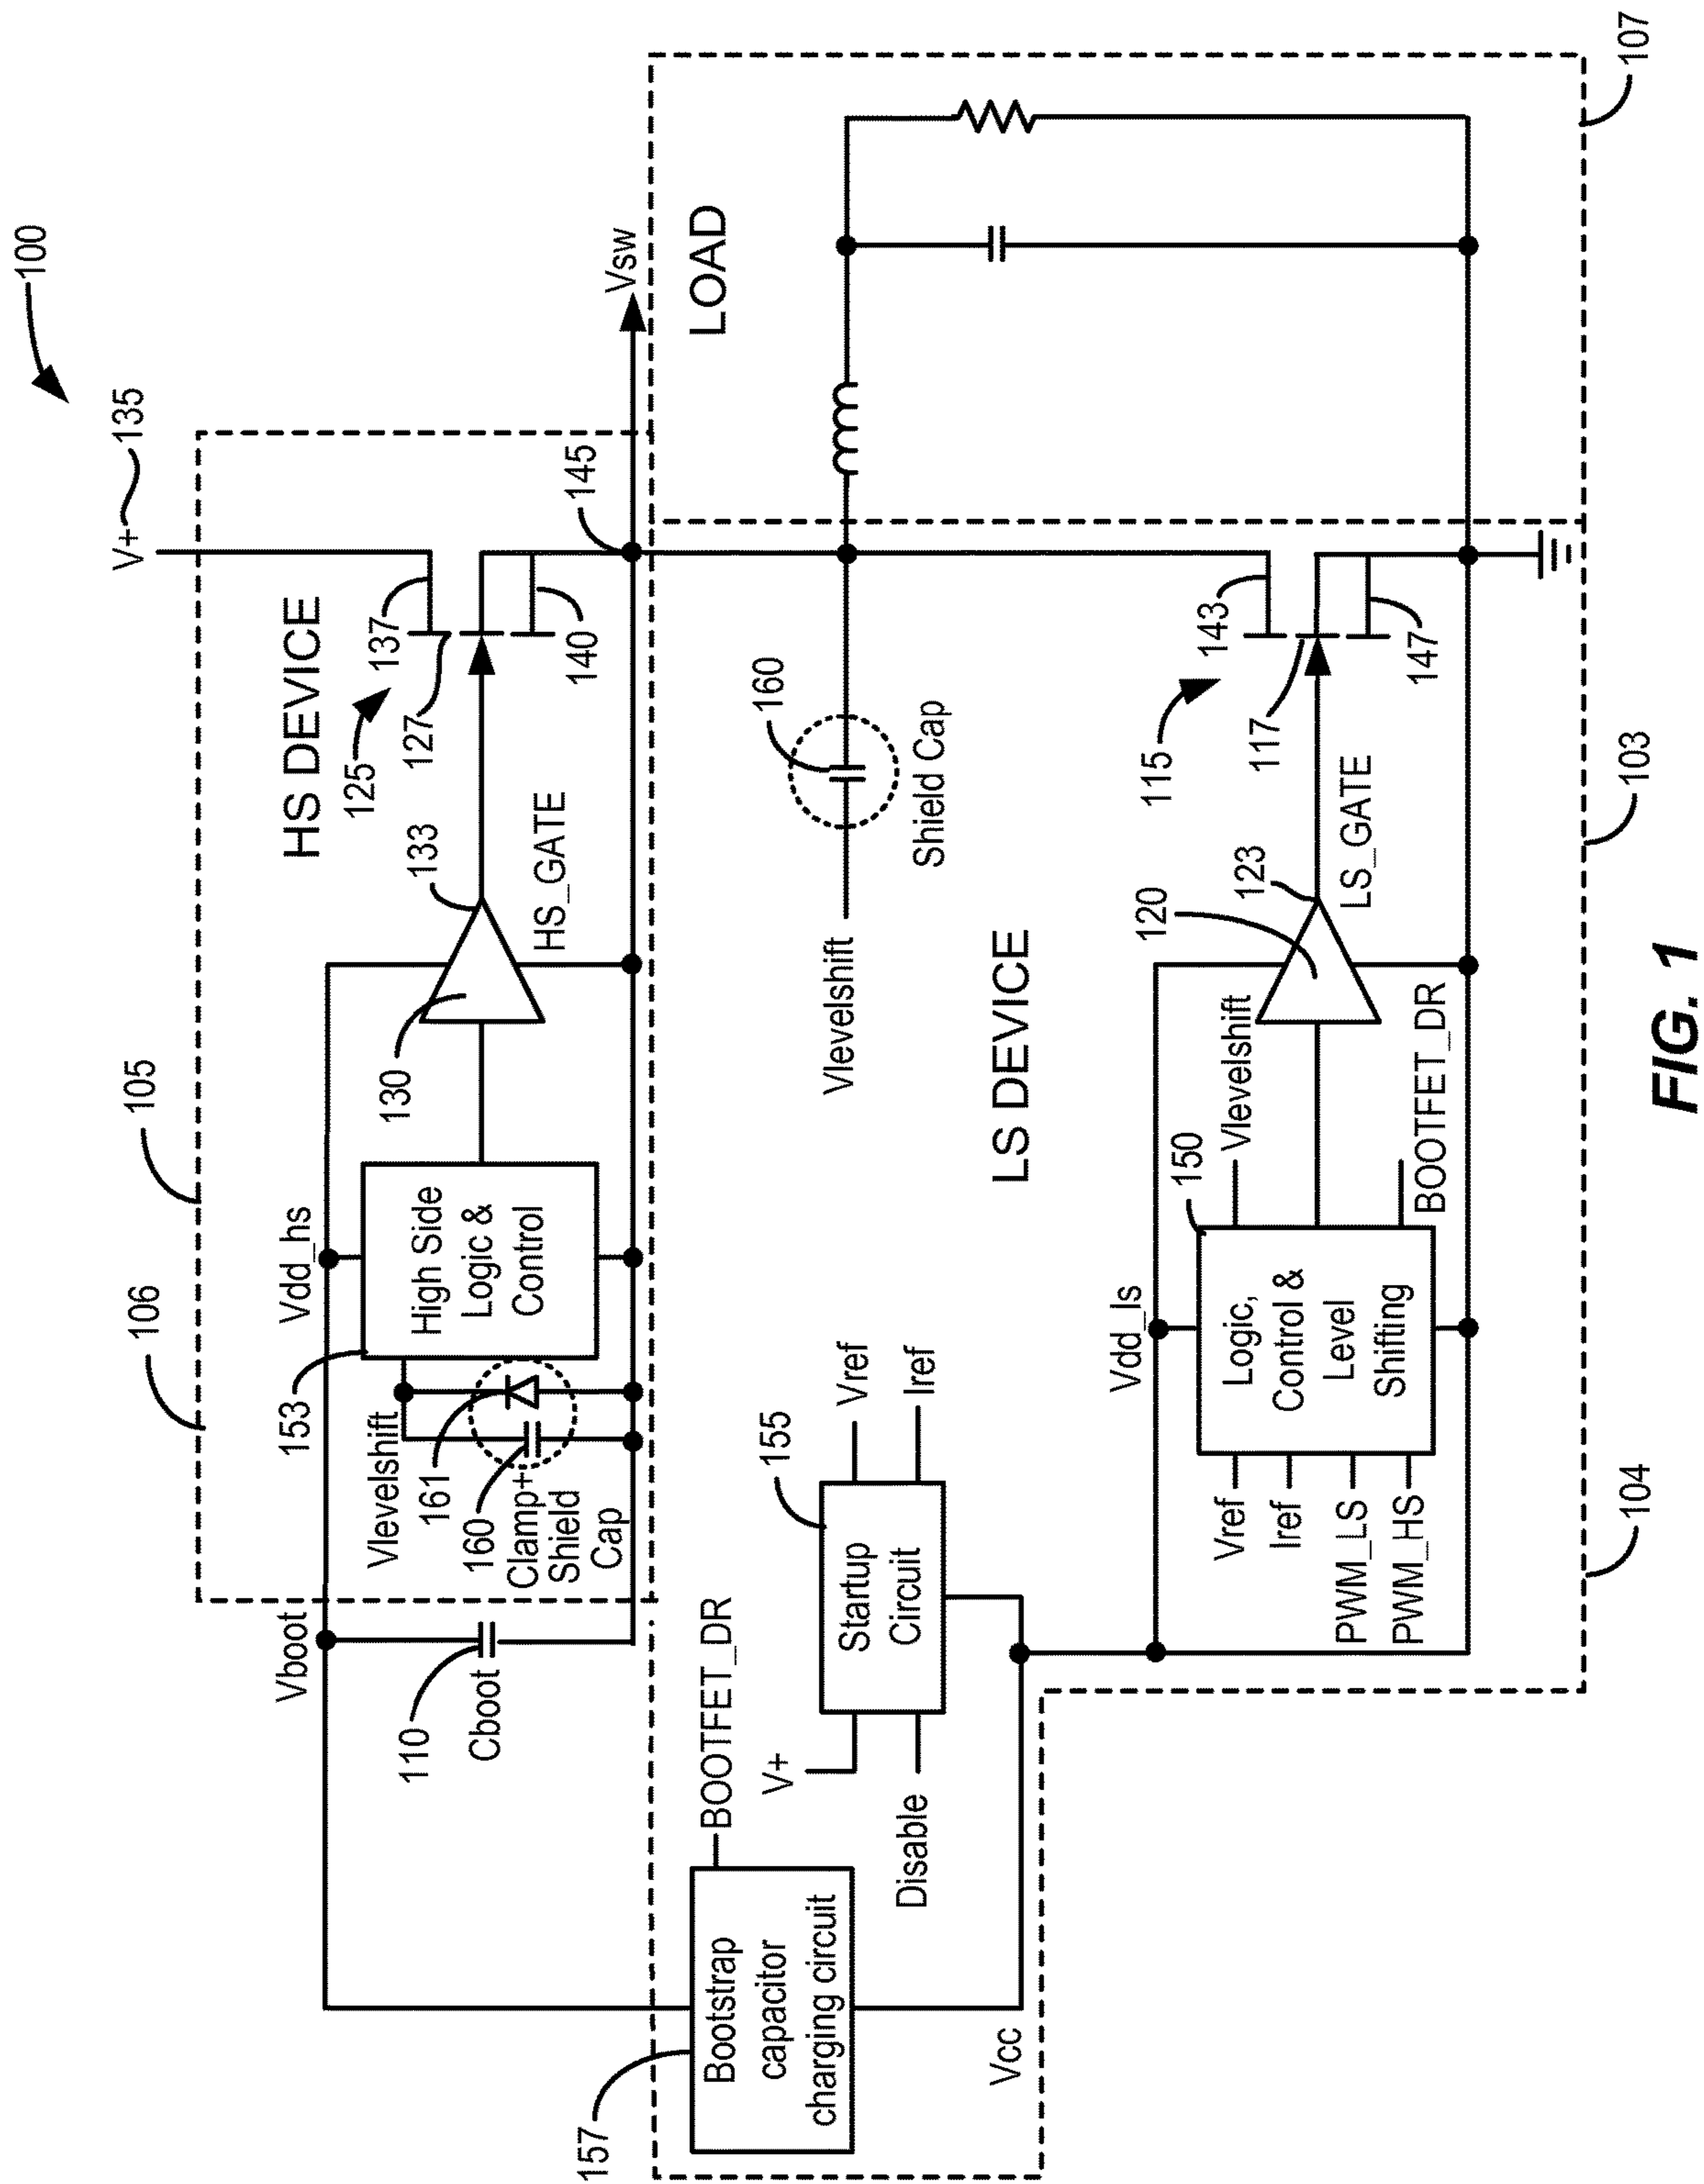 100
V+
135
105
106
HS DEVICE
125
137
127
133
HS_GATE
130
140
145
Vsw
Vdd_hs
High Side
Logic &
Control
153
Vlevelshift
161
160
Clamp+
Shield
Cap
Vboot
110
Cboot
107
LOAD
160
Shield Cap
Vlevelshift
LS DEVICE
115
143
117
147
123
LS_GATE
120
Vlevelshift
150
BOOTFET_DR
Vdd_ls
Logic,
Control &
Level
Shifting
Vref
Iref
PWM_LS
PWM_HS
103
104
155
Vref
Iref
Startup
Circuit
V+
Disable
BOOTFET_DR
Bootstrap
capacitor
charging circuit
157
Vcc
FIG. 1